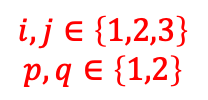 𝑖, 𝑗 ∈ {1,2,3}
𝑝, 𝑞 ∈ {1,2}